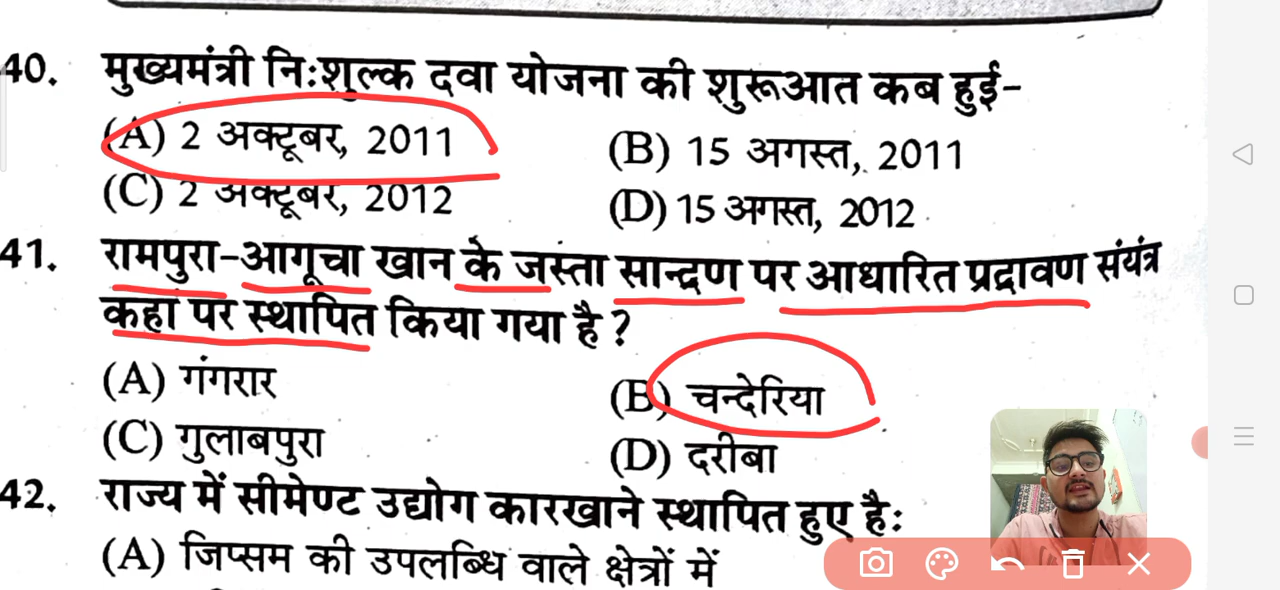 40. मुख्यमंत्री निःशुल्क दवा योजना की शुरूआत कब हुई-
(A) 2 अक्टूबर, 2011 (B) 15 अगस्त, 2011
(C) 2 अक्टूबर, 2012 (D) 15 अगस्त, 2012
41. रामपुरा-आगूचा खान के जस्ता सान्द्रण पर आधारित प्रद्रावण संयंत्र
कहां पर स्थापित किया गया है ?
(A) गंगरार (B) चन्देरिया
(C) गुलाबपुरा (D) दरीबा
42. राज्य में सीमेण्ट उद्योग कारखाने स्थापित हुए है:
(A) जिप्सम की उपलब्धि वाले क्षेत्रों में